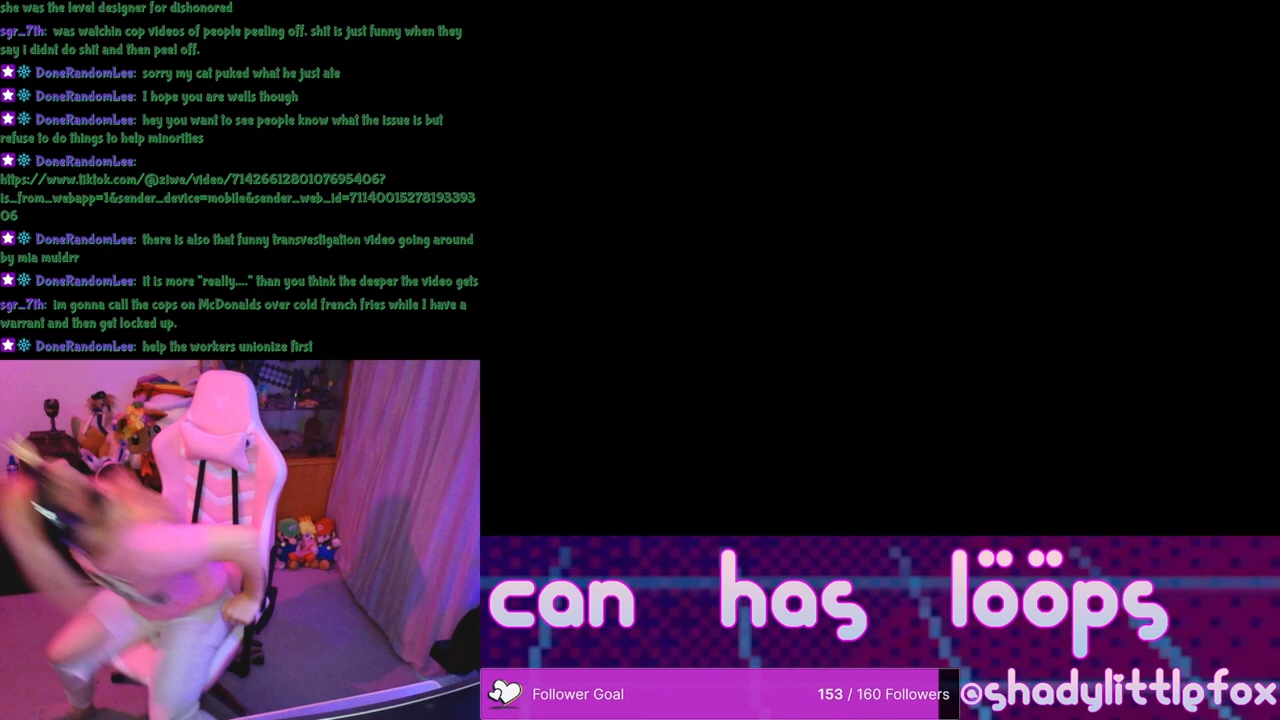 she was the level designer for dishonored
sgr_7th: was watchin cop videos of people peeling off. shit is just funny when they
say i didnt do shit and then peel off.
DoneRandomLee: sorry my cat puked what he just ate
DoneRandomLee: I hope you are wells though
DoneRandomLee: hey you want to see people know what the issue is but
refuse to do things to help minorities
DoneRandomLee:
https://www.tiktok.com/@ziwe/video/7142661280107695406?
is_from_webapp=1&sender_device=mobile&sender_web_id=71140015278193393
06
DoneRandomLee: there is also that funny transvestigation video going around
by mia muldrr
DoneRandomLee: it is more "really...." than you think the deeper the video gets
sgr_7th: im gonna call the cops on McDonalds over cold french fries while I have a
warrant and then get locked up.
DoneRandomLee: help the workers unionize first
can has lööps
Follower Goal 153 / 160 Followers
@shadylittlefox